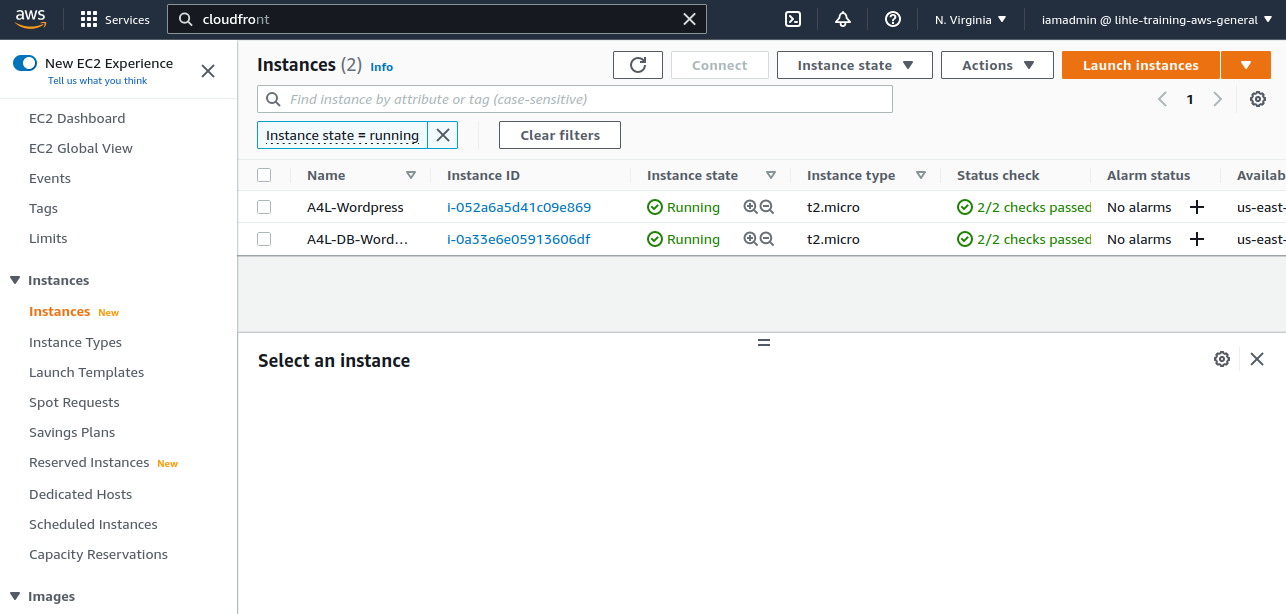 aws Services cloudfront N. Virginia iamadmin @ lihle-training-aws-general
New EC2 Experience
Tell us what you think
EC2 Dashboard
EC2 Global View
Events
Tags
Limits
Instances
Instances New
Instance Types
Launch Templates
Spot Requests
Savings Plans
Reserved Instances New
Dedicated Hosts
Scheduled Instances
Capacity Reservations
Images
Instances (2) Info Connect Instance state Actions Launch instances
Find instance by attribute or tag (case-sensitive) 1
Instance state = running Clear filters
Name Instance ID Instance state Instance type Status check Alarm status Availab
A4L-Wordpress i-052a6a5d41c09e869 Running t2.micro 2/2 checks passed No alarms us-east-
A4L-DB-Word... i-0a33e6e05913606df Running t2.micro 2/2 checks passed No alarms us-east-
Select an instance